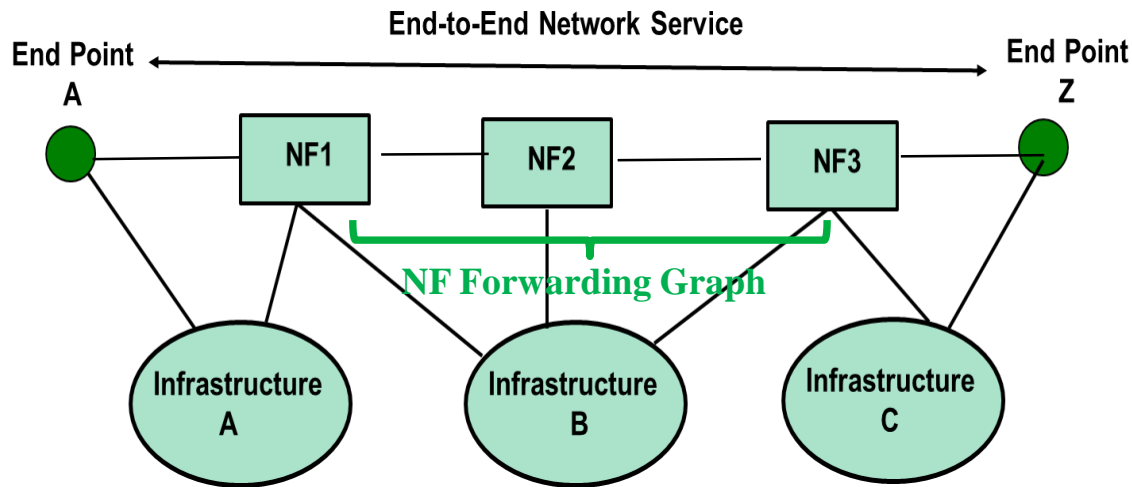 End-to-End Network Service
End Point
A
End Point
Z
NF1
NF2
NF3
NF Forwarding Graph
Infrastructure
A
Infrastructure
B
Infrastructure
C